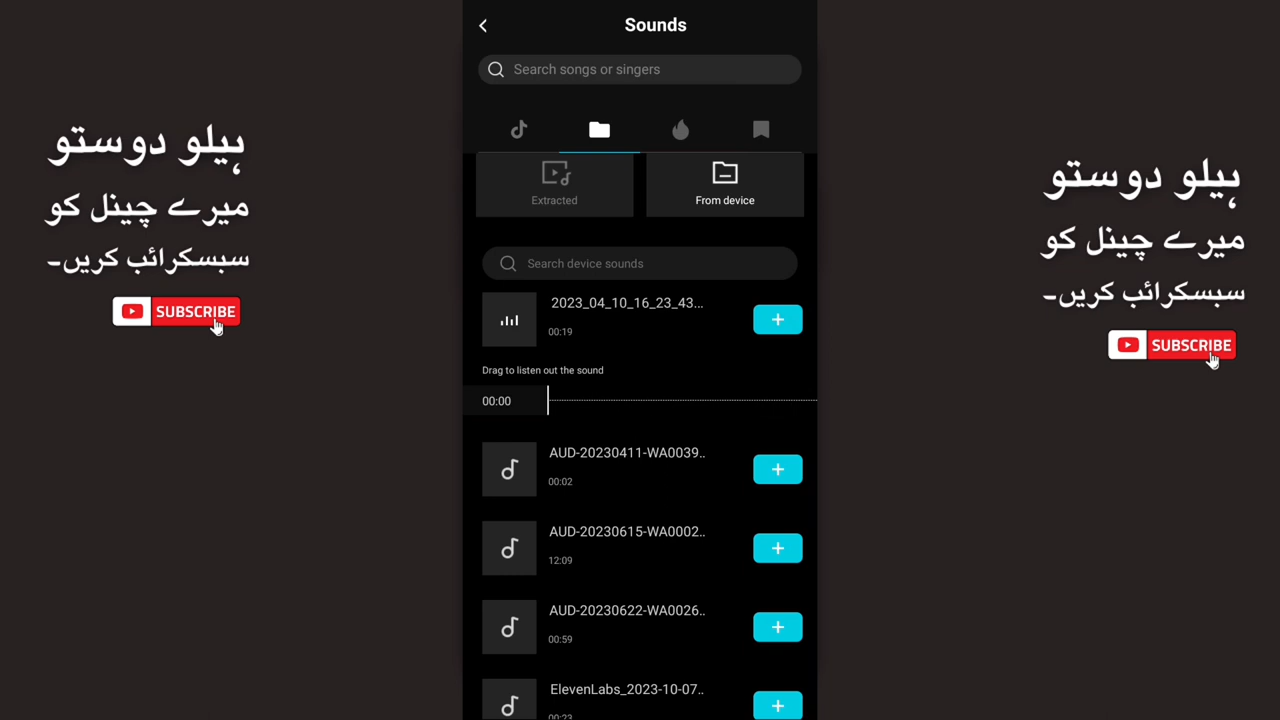 Sounds
Search songs or singers
Extracted
From device
Search device sounds
2023_04_10_16_23_43...
00:19
Drag to listen out the sound
00:00
AUD-20230411-WA0039..
00:02
AUD-20230615-WA0002..
12:09
AUD-20230622-WA0026..
00:59
ElevenLabs_2023-10-07..
00:23
ہیلو دوستو
میرے چینل کو
سبسکرائب کریں۔
SUBSCRIBE
ہیلو دوستو
میرے چینل کو
سبسکرائب کریں۔
SUBSCRIBE